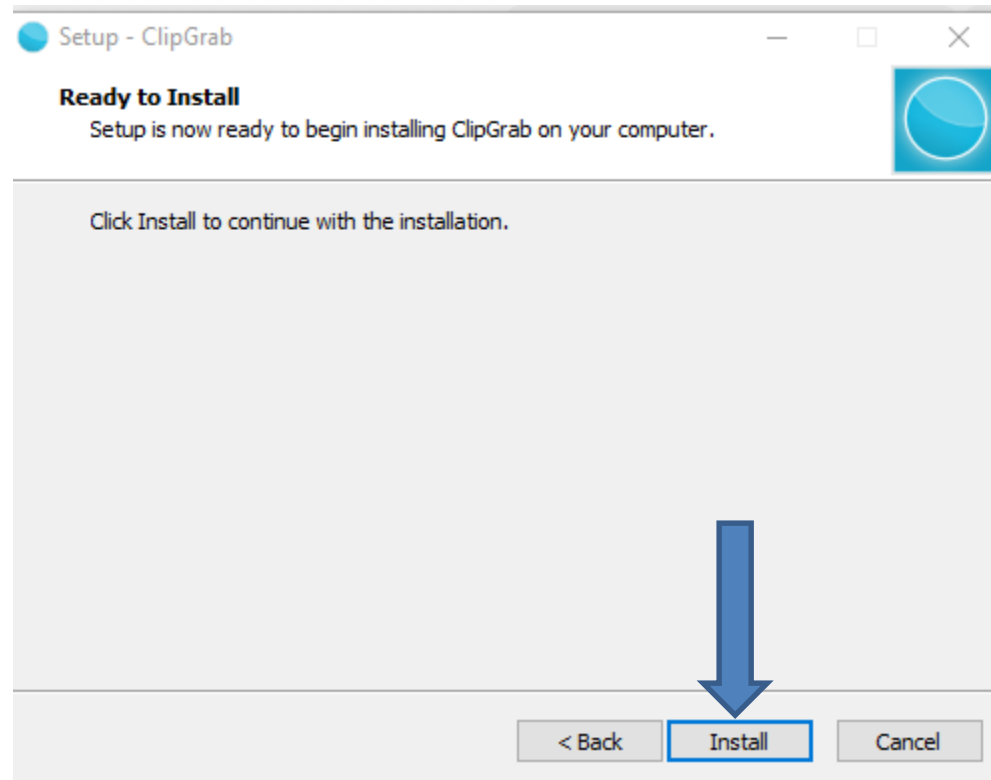 Setup - ClipGrab
Ready to Install
Setup is now ready to begin installing ClipGrab on your computer.
Click Install to continue with the installation.
< Back Install Cancel